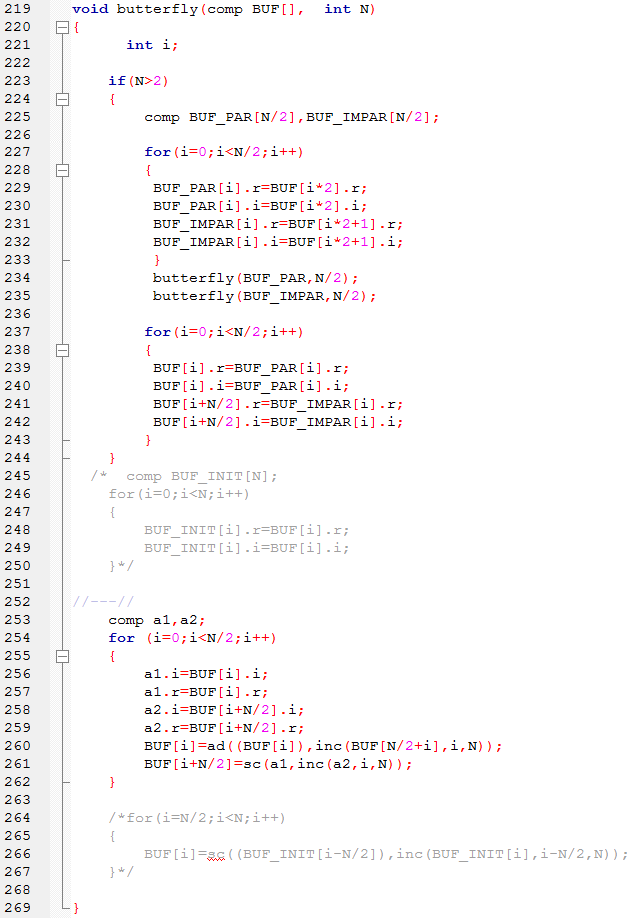 219 void butterfly(comp BUF[], int N)
220 {
221 int i;
222
223 if(N>2)
224 {
225 comp BUF_PAR[N/2],BUF_IMPAR[N/2];
226
227 for(i=0;i<N/2;i++)
228 {
229 BUF_PAR[i].r=BUF[i*2].r;
230 BUF_PAR[i].i=BUF[i*2].i;
231 BUF_IMPAR[i].r=BUF[i*2+1].r;
232 BUF_IMPAR[i].i=BUF[i*2+1].i;
233 }
234 butterfly(BUF_PAR,N/2);
235 butterfly(BUF_IMPAR,N/2);
236
237 for(i=0;i<N/2;i++)
238 {
239 BUF[i].r=BUF_PAR[i].r;
240 BUF[i].i=BUF_PAR[i].i;
241 BUF[i+N/2].r=BUF_IMPAR[i].r;
242 BUF[i+N/2].i=BUF_IMPAR[i].i;
243 }
244 }
245 /* comp BUF_INIT[N];
246 for(i=0;i<N;i++)
247 {
248 BUF_INIT[i].r=BUF[i].r;
249 BUF_INIT[i].i=BUF[i].i;
250 }*/
251
252 //---//
253 comp a1,a2;
254 for (i=0;i<N/2;i++)
255 {
256 a1.i=BUF[i].i;
257 a1.r=BUF[i].r;
258 a2.i=BUF[i+N/2].i;
259 a2.r=BUF[i+N/2].r;
260 BUF[i]=ad((BUF[i]),inc(BUF[N/2+i],i,N));
261 BUF[i+N/2]=sc(a1,inc(a2,i,N));
262 }
263
264 /*for(i=N/2;i<N;i++)
265 {
266 BUF[i]=sc((BUF_INIT[i-N/2]),inc(BUF_INIT[i],i-N/2,N));
267 }*/
268
269 }